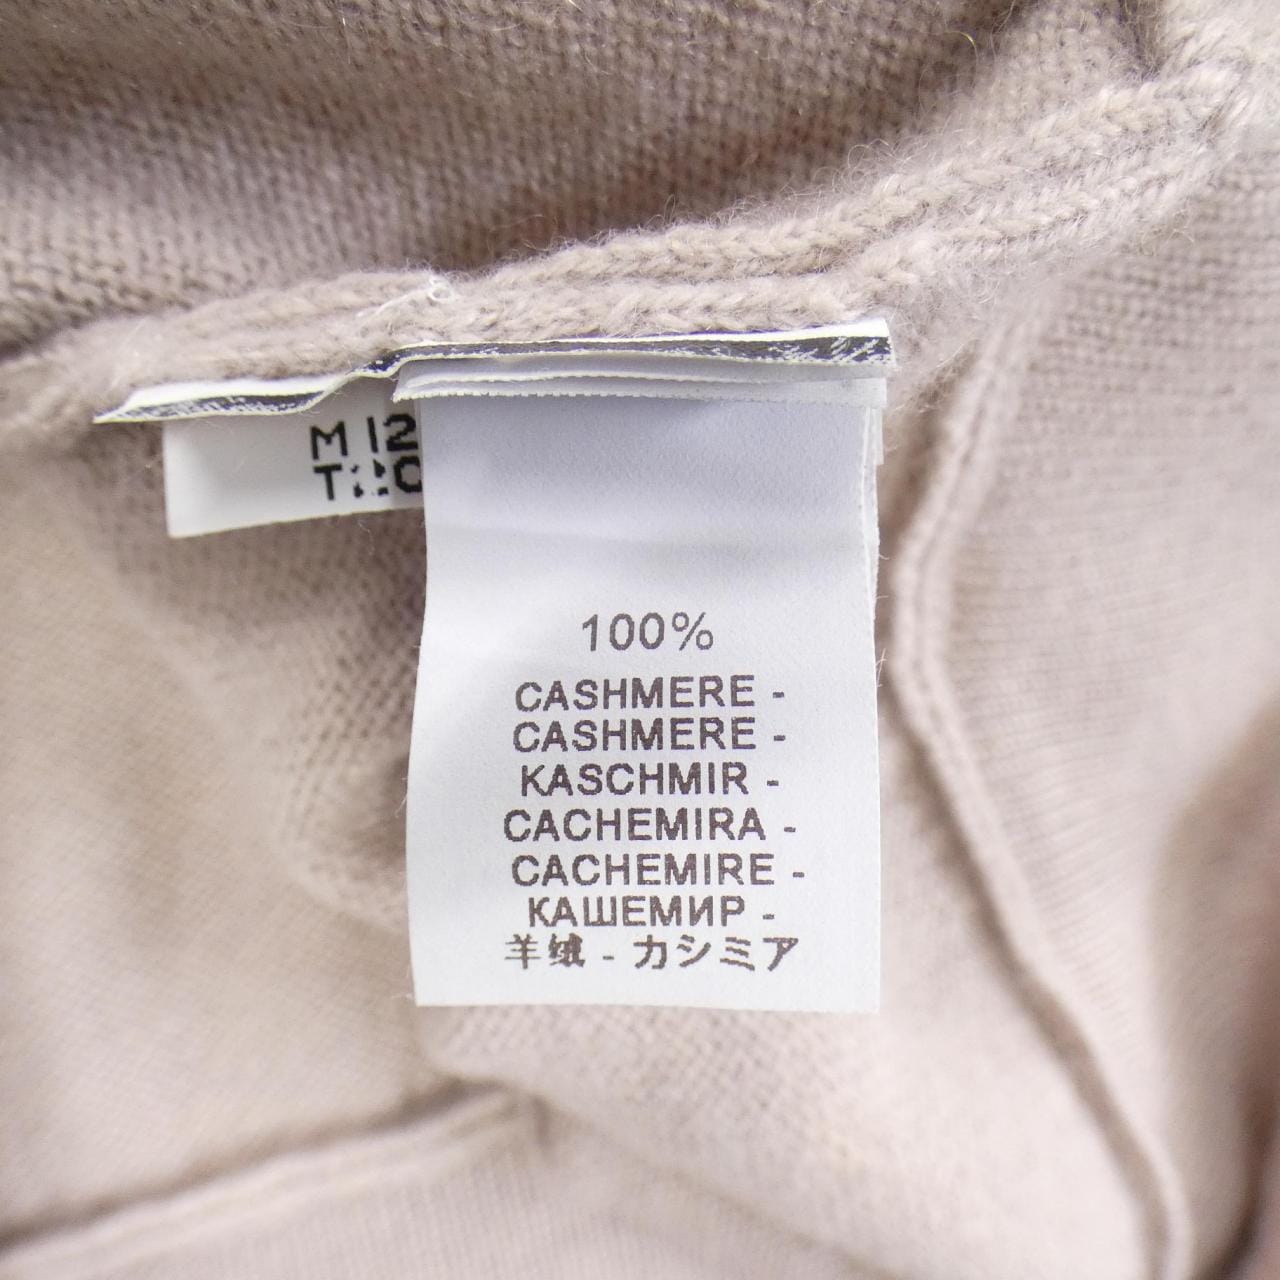 M 12
100%
CASHMERE -
CASHMERE -
KASCHMIR -
CACHEMIRA -
CACHEMIRE -
КАШЕМИР -
羊绒 - カシミア